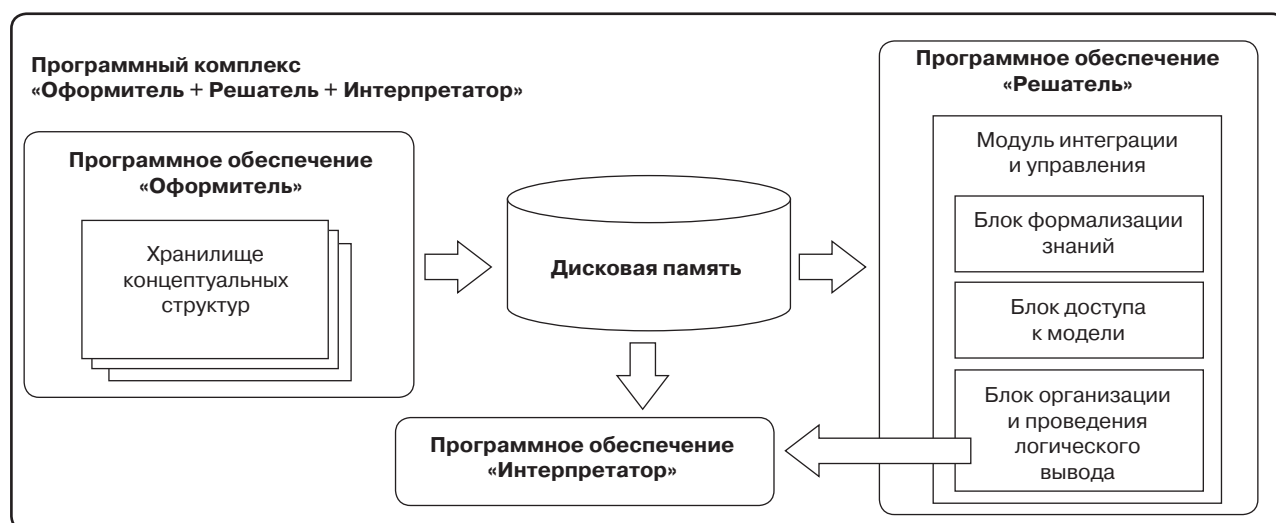 Программный комплекс
«Оформитель + Решатель + Интерпретатор»
Программное обеспечение
«Оформитель»
Хранилище
концептуальных
структур
Дисковая память
Программное обеспечение
«Интерпретатор»
Программное обеспечение
«Решатель»
Модуль интеграции
и управления
Блок формализации
знаний
Блок доступа
к модели
Блок организации
и проведения
логического
вывода